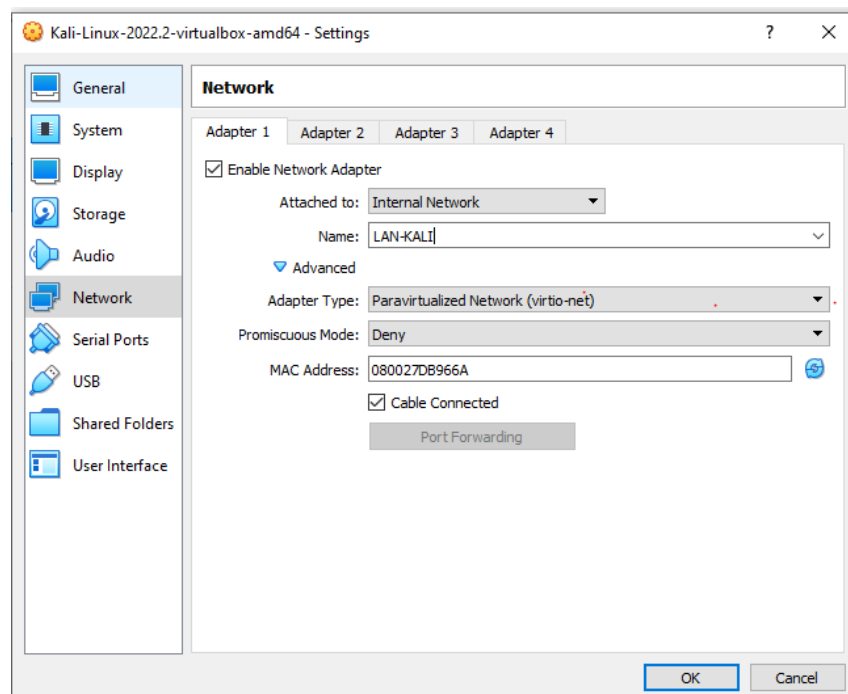 Kali-Linux-2022.2-virtualbox-amd64 - Settings
?
General
System
Display
Storage
Audio
Network
Serial Ports
USB
Shared Folders
User Interface
Network
Adapter 1 Adapter 2 Adapter 3 Adapter 4
Enable Network Adapter
Attached to: Internal Network
Name: LAN-KALI
Advanced
Adapter Type: Paravirtualized Network (virtio-net)
Promiscuous Mode: Deny
MAC Address: 080027DB966A
Cable Connected
Port Forwarding
OK Cancel